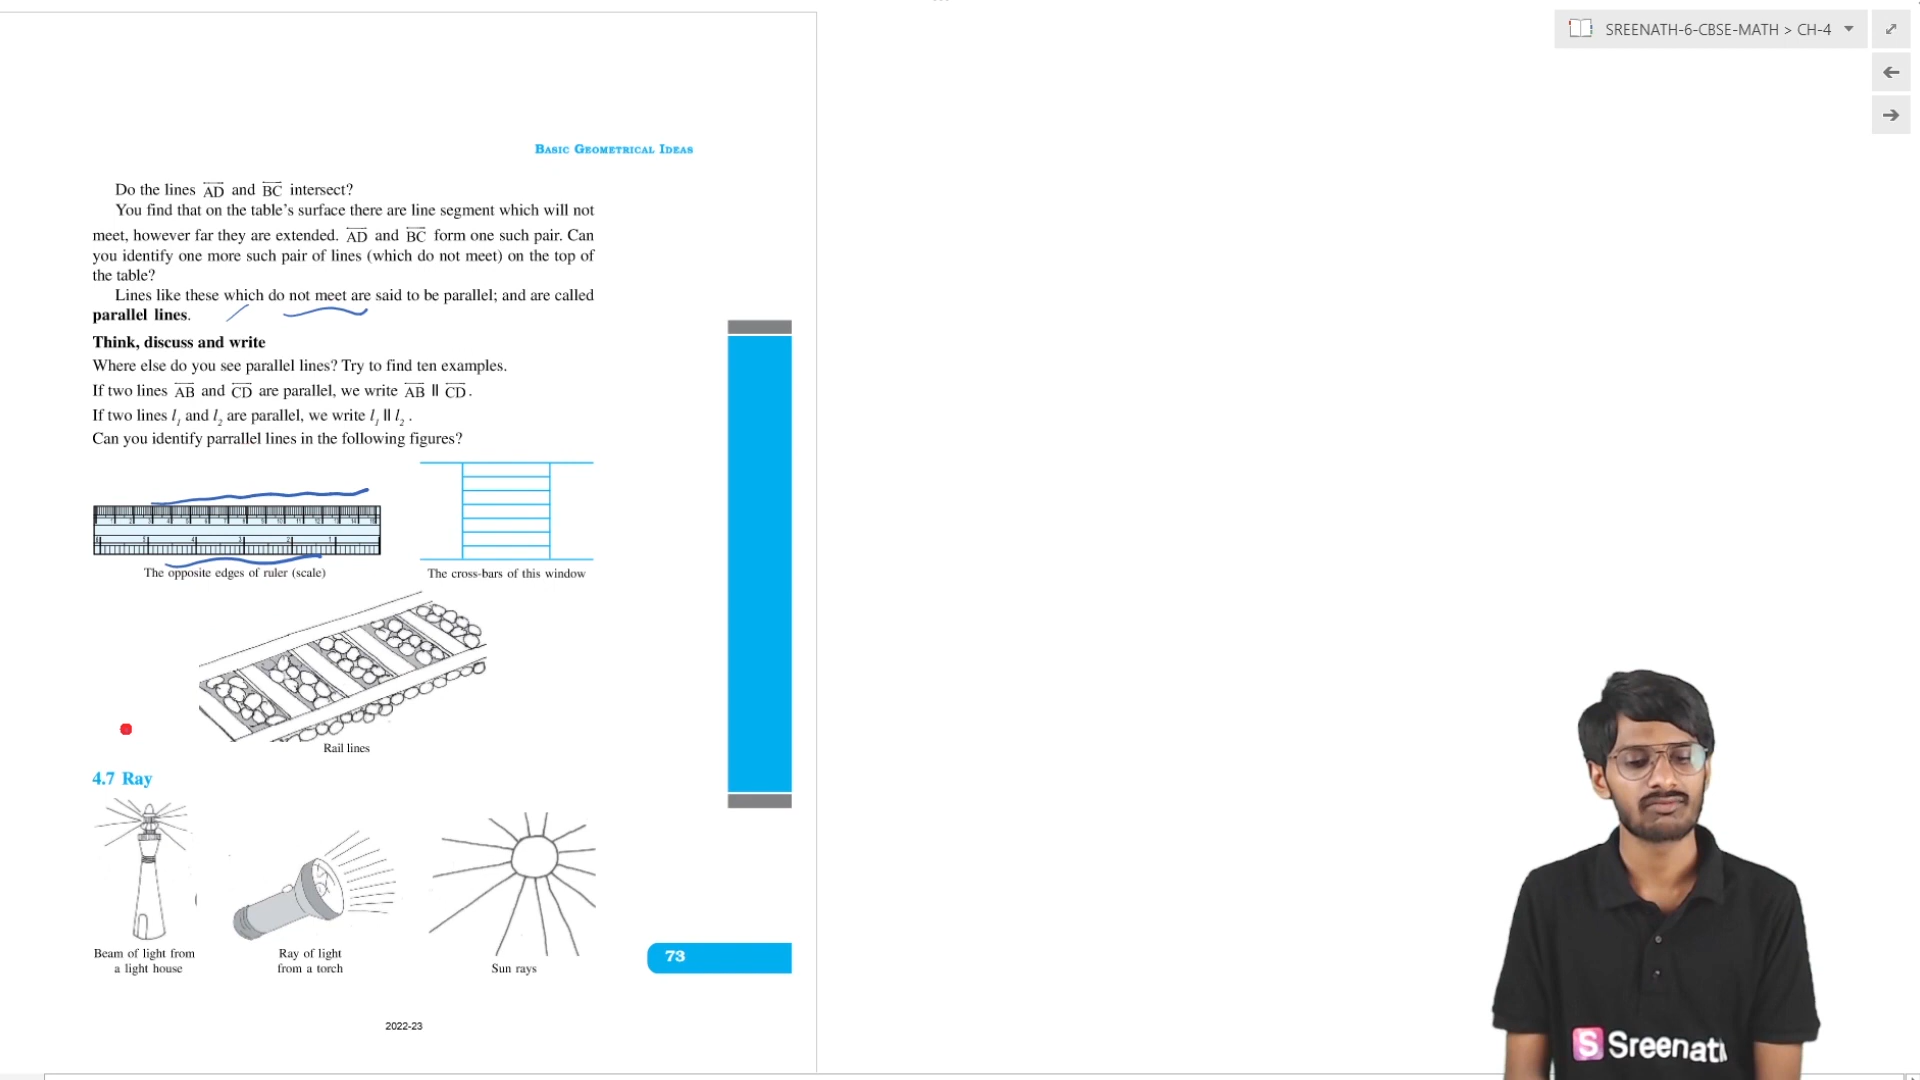 SREENATH-6-CBSE-MATH > CH-4
BASIC GEOMETRICAL IDEAS
Do the lines AD and BC intersect?
You find that on the table's surface there are line segment which will not
meet, however far they are extended. AD and BC form one such pair. Can
you identify one more such pair of lines (which do not meet) on the top of
the table?
Lines like these which do not meet are said to be parallel; and are called
parallel lines.
Think, discuss and write
Where else do you see parallel lines? Try to find ten examples.
If two lines AB and CD are parallel, we write AB || CD.
If two lines l₁ and l₂ are parallel, we write l₁ || l₂.
Can you identify parrallel lines in the following figures?
The opposite edges of ruler (scale)
The cross-bars of this window
Rail lines
4.7 Ray
Beam of light from
a light house
Ray of light
from a torch
Sun rays
73
2022-23
S Sreenath